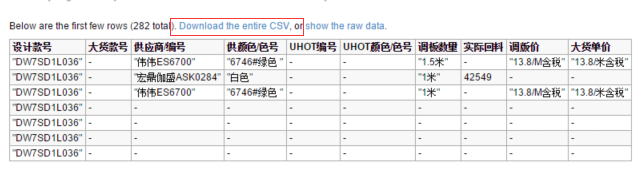 Below are the first few rows (282 total). Download the entire CSV, or show the raw data.
设计款号 大货款号 供应商/编号 供颜色/色号 UHOT编号 UHOT颜色/色号 调板数量 实际回料 调版价 大货单价
"DW7SD1L036" - "伟伟ES6700" "6746#绿色 " - - "1.5米" - "13.8/M含税" "13.8/米含税"
"DW7SD1L036" - "宏鼎伽盛ASK0284" "白色" - - "1米" 42549 - -
"DW7SD1L036" - "伟伟ES6700" "6746#绿色" - - "1米" - "13.8/M含税" "13.8/米含税"
"DW7SD1L036" - - - - - - - - -
"DW7SD1L036" - - - - - - - - -
"DW7SD1L036" - - - - - - - - -
"DW7SD1L036" - - - - - - - - -